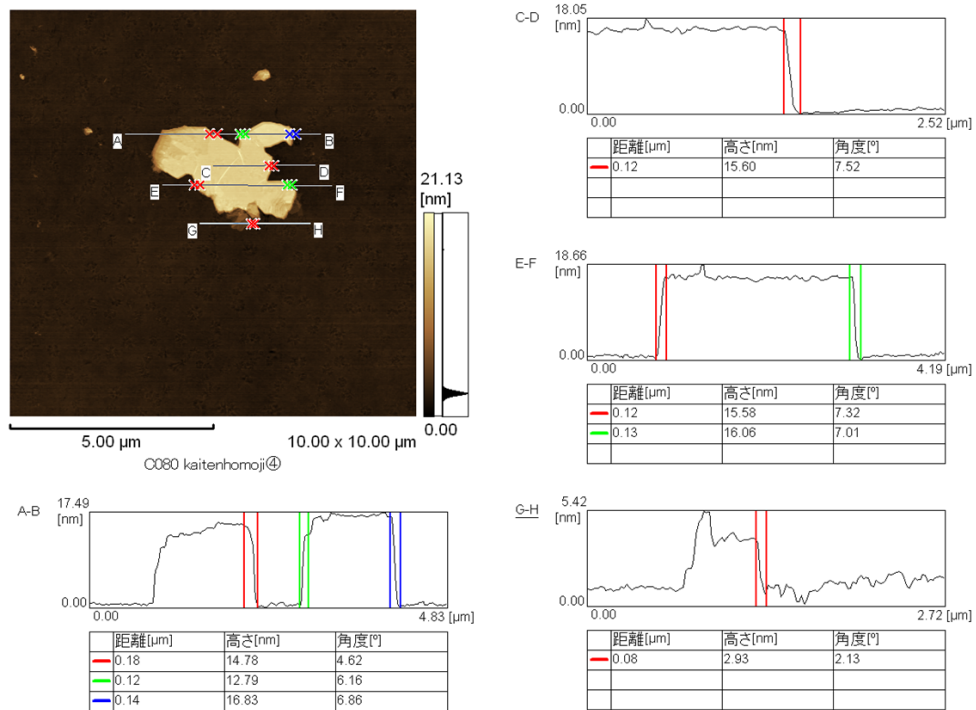 A
B
C
D
E
F
G
H
21.13
[nm]
0.00
5.00 µm
10.00 x 10.00 µm
C080 kaitenhomoji④
C-D
18.05
[nm]
0.00
0.00
2.52 [µm]
距離[µm] 高さ[nm] 角度[º]
0.12 15.60 7.52
E-F
18.66
[nm]
0.00
0.00
4.19 [µm]
距離[µm] 高さ[nm] 角度[º]
0.12 15.58 7.32
0.13 16.06 7.01
A-B
17.49
[nm]
0.00
0.00
4.83 [µm]
距離[µm] 高さ[nm] 角度[º]
0.18 14.78 4.62
0.12 12.79 6.16
0.14 16.83 6.86
G-H
5.42
[nm]
0.00
0.00
2.72 [µm]
距離[µm] 高さ[nm] 角度[º]
0.08 2.93 2.13